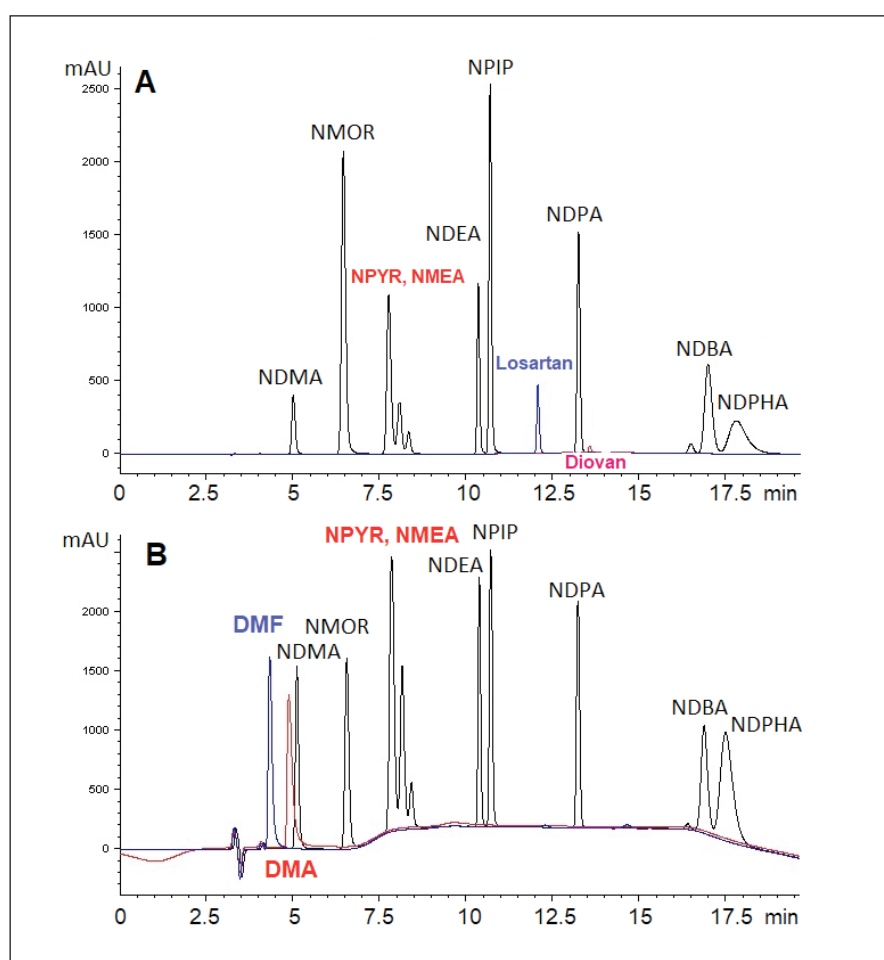 mAU
A
NPIP
2500
NMOR
2000
NDPA
1500
NDEA
NPYR, NMEA
1000
NDBA
Losartan
NDMA
500
NDPHA
0
Diovan
0 2.5 5 7.5 10 12.5 15 17.5 min
mAU
B
NPYR, NMEA
NPIP
NDEA
2000
NDPA
DMF
NMOR
1500
NDMA
NDBA
1000
NDPHA
500
0
DMA
0 2.5 5 7.5 10 12.5 15 17.5 min